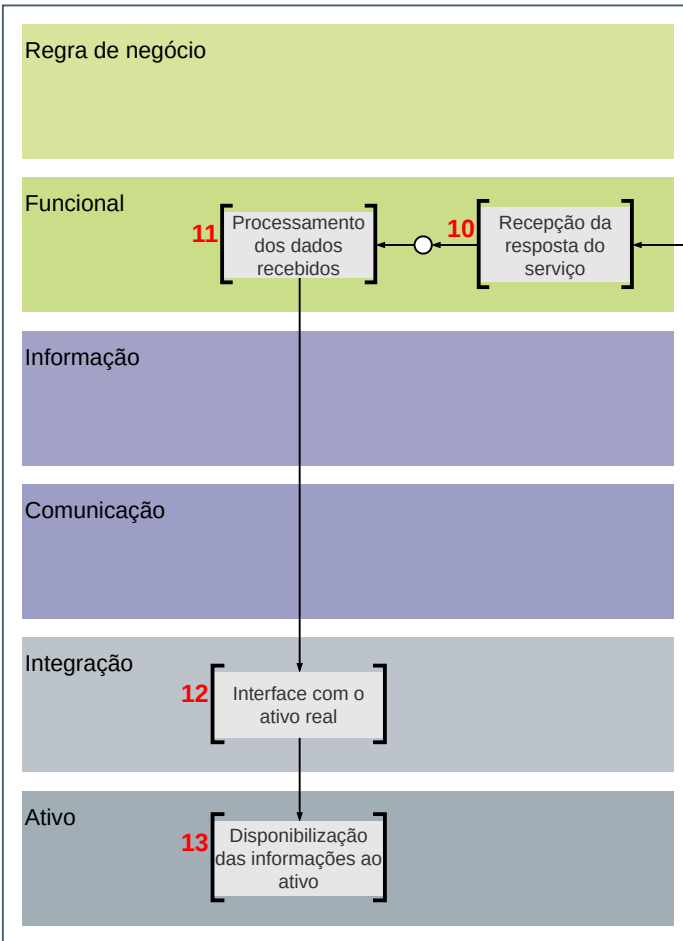 Regra de negócio
Funcional
11
Processamento
dos dados
recebidos
10
Recepção da
resposta do
serviço
Informação
Comunicação
Integração
12
Interface com o
ativo real
Ativo
13
Disponibilização
das informações ao
ativo